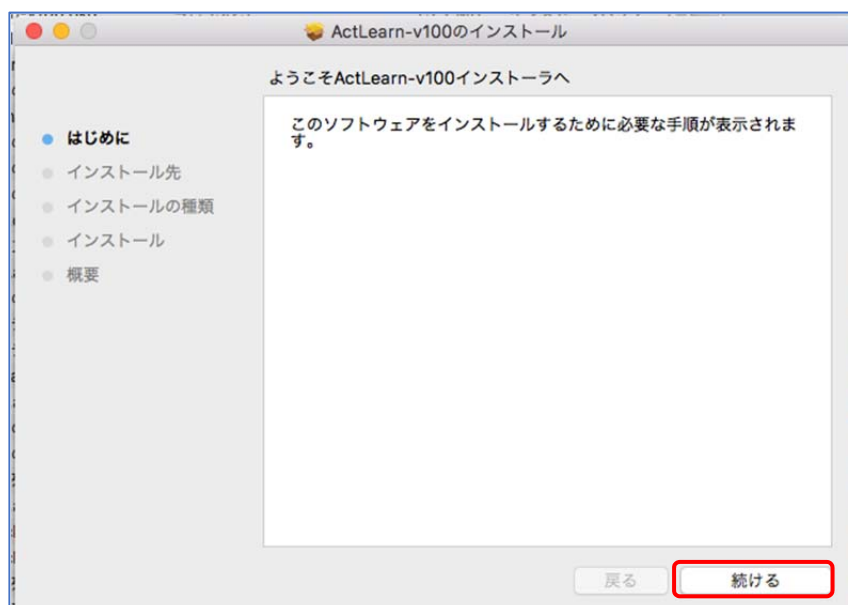 ActLearn-v100のインストール
ようこそActLearn-v100インストーラへ
はじめに
インストール先
インストールの種類
インストール
概要
このソフトウェアをインストールするために必要な手順が表示されま
す。
戻る
続ける